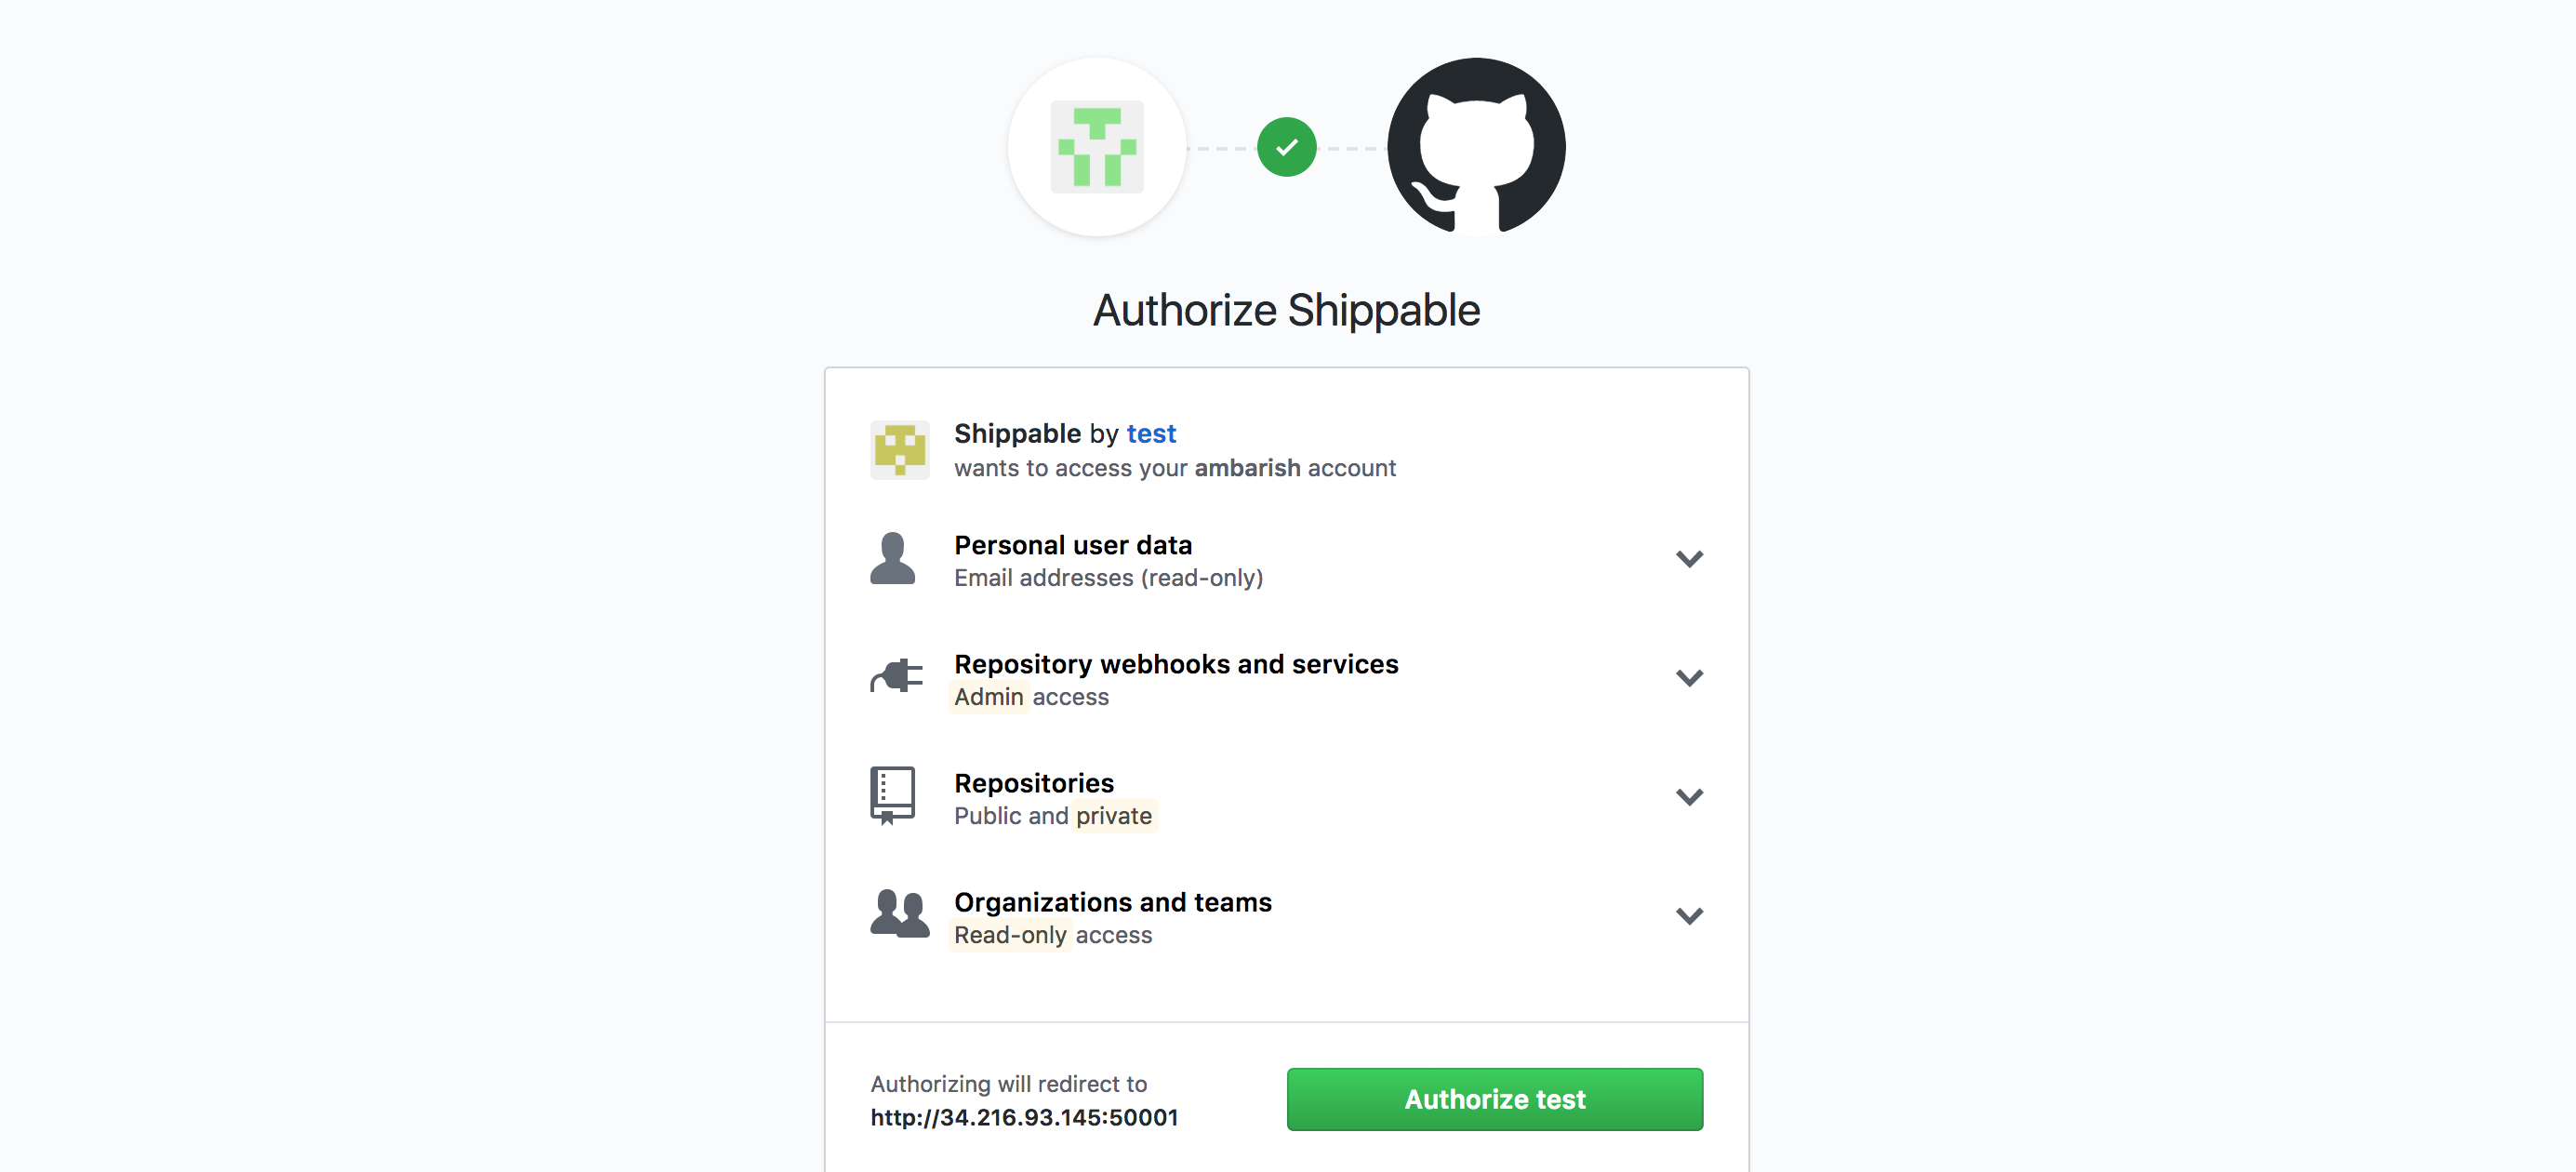 Authorize Shippable
Shippable by test
wants to access your ambarish account
Personal user data
Email addresses (read-only)
Repository webhooks and services
Admin access
Repositories
Public and private
Organizations and teams
Read-only access
Authorizing will redirect to
http://34.216.93.145:50001
Authorize test